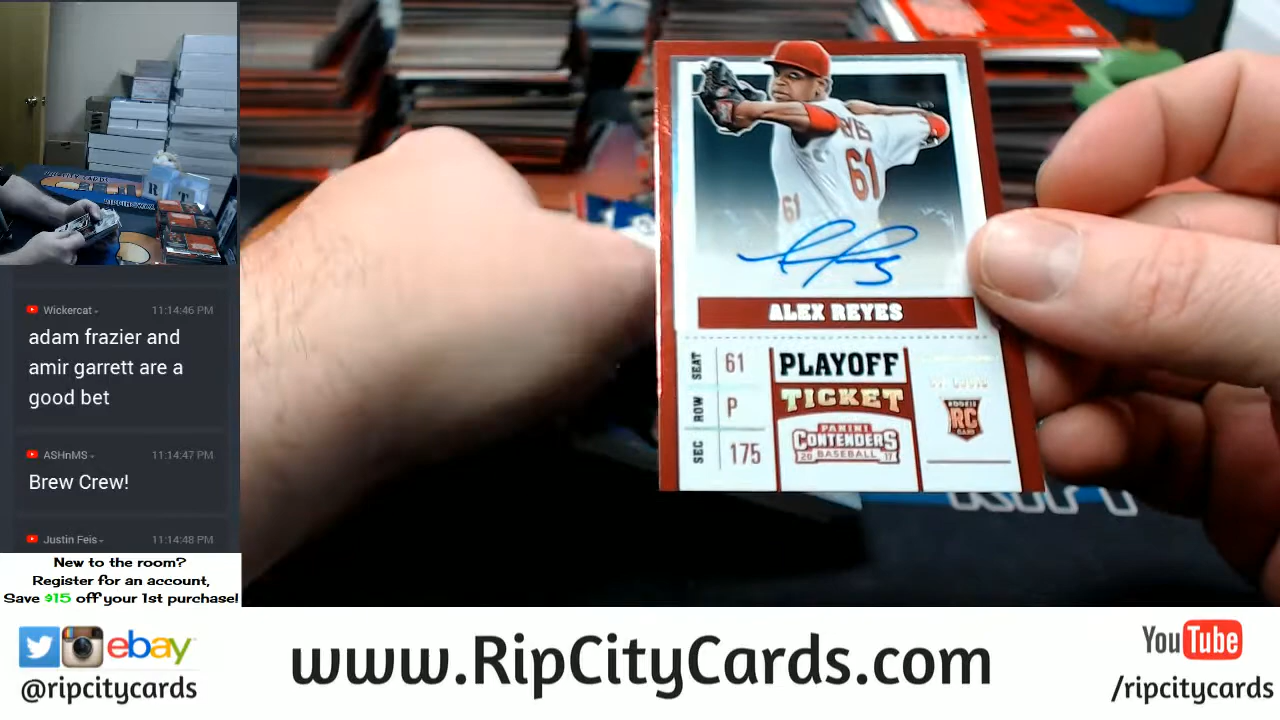 Wickercat
11:14:46 PM
adam frazier and
amir garrett are a
good bet
ASHnMS
11:14:47 PM
Brew Crew!
Justin Feis
11:14:48 PM
New to the room?
Register for an account,
Save $15 off your 1st purchase!
61
61
ALEX REYES
SEAT 61
ROW P
SEC 175
PLAYOFF
TICKET
PANINI
CONTENDERS
20 BASEBALL 17
ROOKIE
RC
CARD
ebay
@ripcitycards
www.RipCityCards.com
YouTube
/ripcitycards